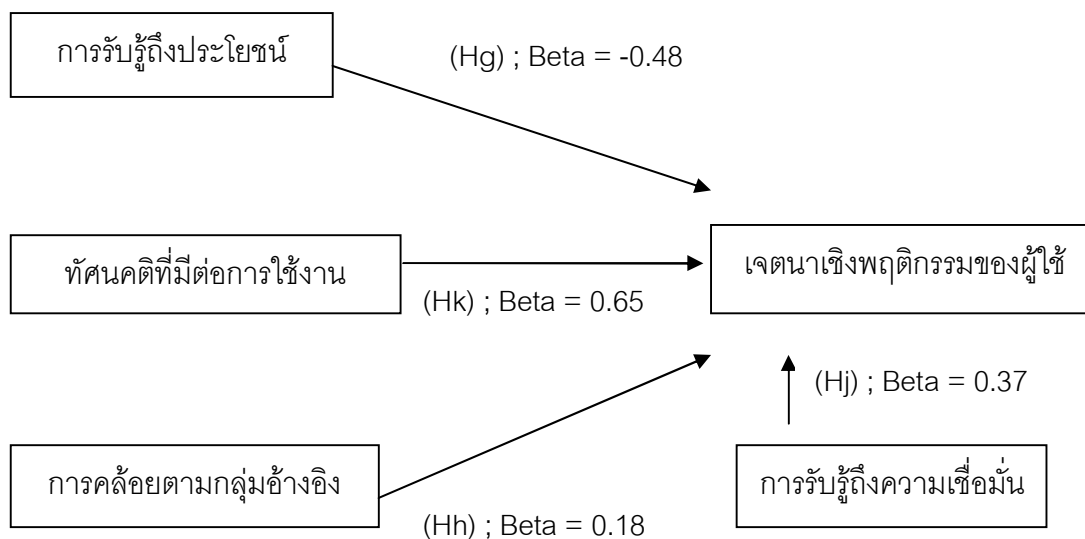 การรับรู้ถึงประโยชน์
(Hg) ; Beta = -0.48
ทัศนคติที่มีต่อการใช้งาน
เจตนาเชิงพฤติกรรมของผู้ใช้
(Hk) ; Beta = 0.65
(Hj) ; Beta = 0.37
การคล้อยตามกลุ่มอ้างอิง
การรับรู้ถึงความเชื่อมั่น
(Hh) ; Beta = 0.18